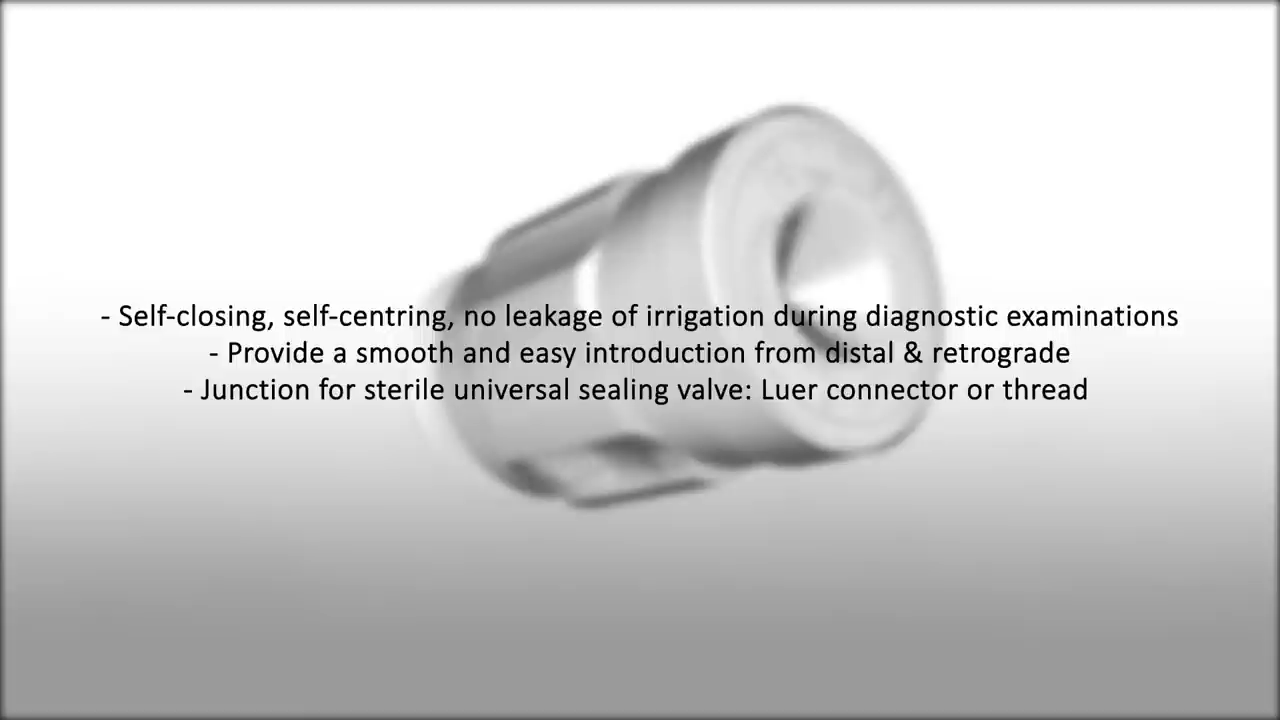 - Self-closing, self-centring, no leakage of irrigation during diagnostic examinations
- Provide a smooth and easy introduction from distal & retrograde
- Junction for sterile universal sealing valve: Luer connector or thread